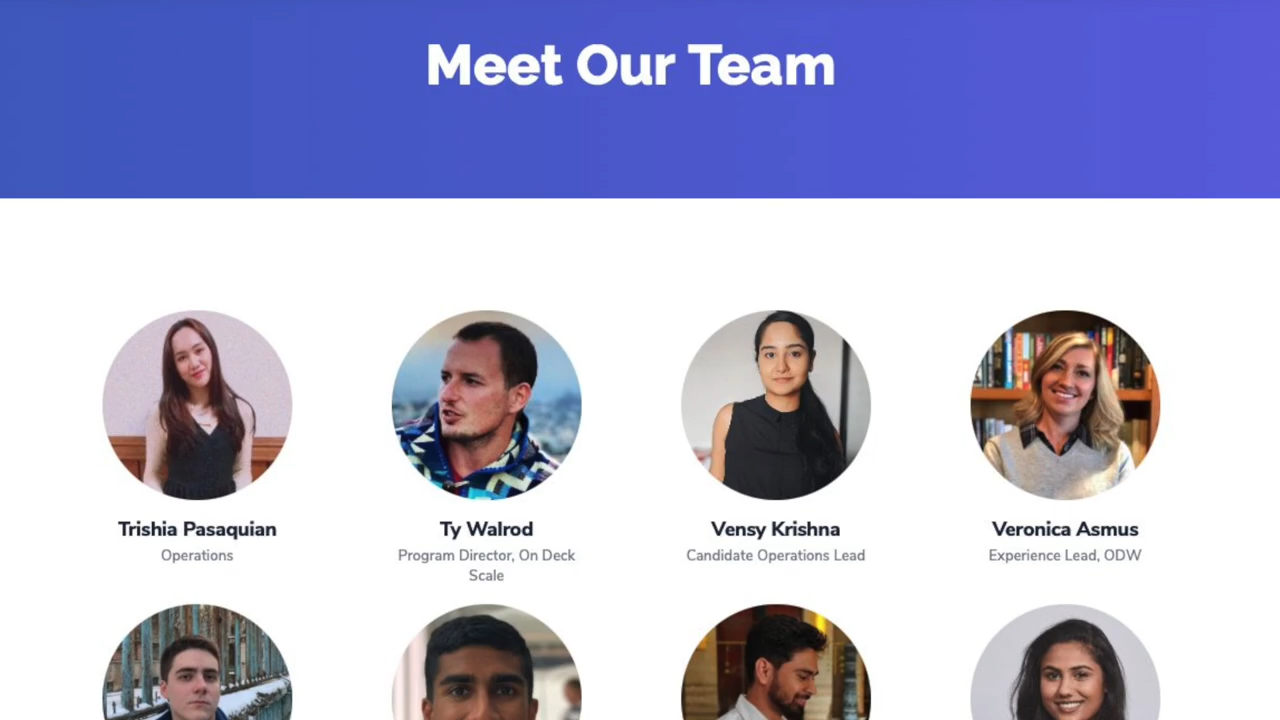 Meet Our Team
Trishia Pasaquian
Operations
Ty Walrod
Program Director, On Deck
Scale
Vensy Krishna
Candidate Operations Lead
Veronica Asmus
Experience Lead, ODW